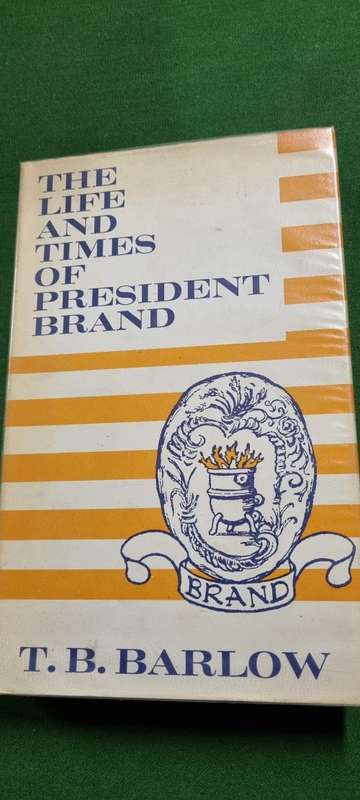 THE
LIFE
AND
TIMES
OF
PRESIDENT
BRAND
BRAND
T. B. BARLOW